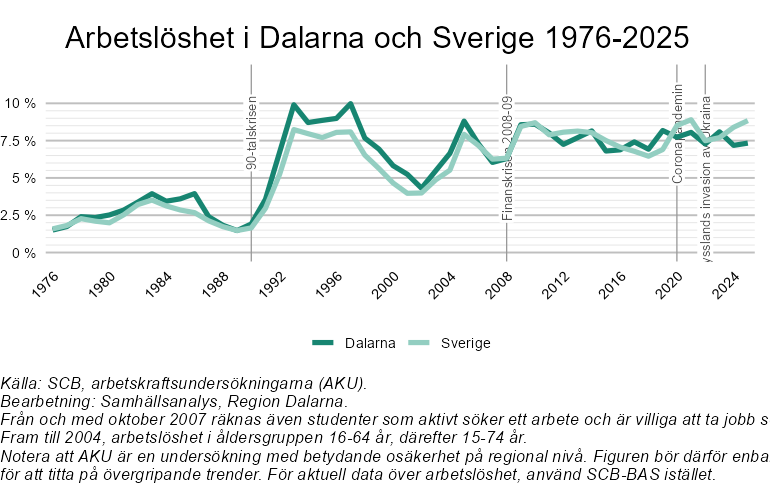 Arbetslöshet i Dalarna och Sverige 1976-2025
10 %
7.5 %
5 %
2.5 %
0 %
90-talskrisen
Finanskrisen 2008-09
Coronapandemin
ysslands invasion av Ukraina
1976
1980
1984
1988
1992
1996
2000
2004
2008
2012
2016
2020
2024
Dalarna
Sverige
Källa: SCB, arbetskraftsundersökningarna (AKU).
Bearbetning: Samhällsanalys, Region Dalarna.
Från och med oktober 2007 räknas även studenter som aktivt söker ett arbete och är villiga att ta jobb s
Fram till 2004, arbetslöshet i åldersgruppen 16-64 år, därefter 15-74 år.
Notera att AKU är en undersökning med betydande osäkerhet på regional nivå. Figuren bör därför enba
för att titta på övergripande trender. För aktuell data över arbetslöshet, använd SCB-BAS istället.